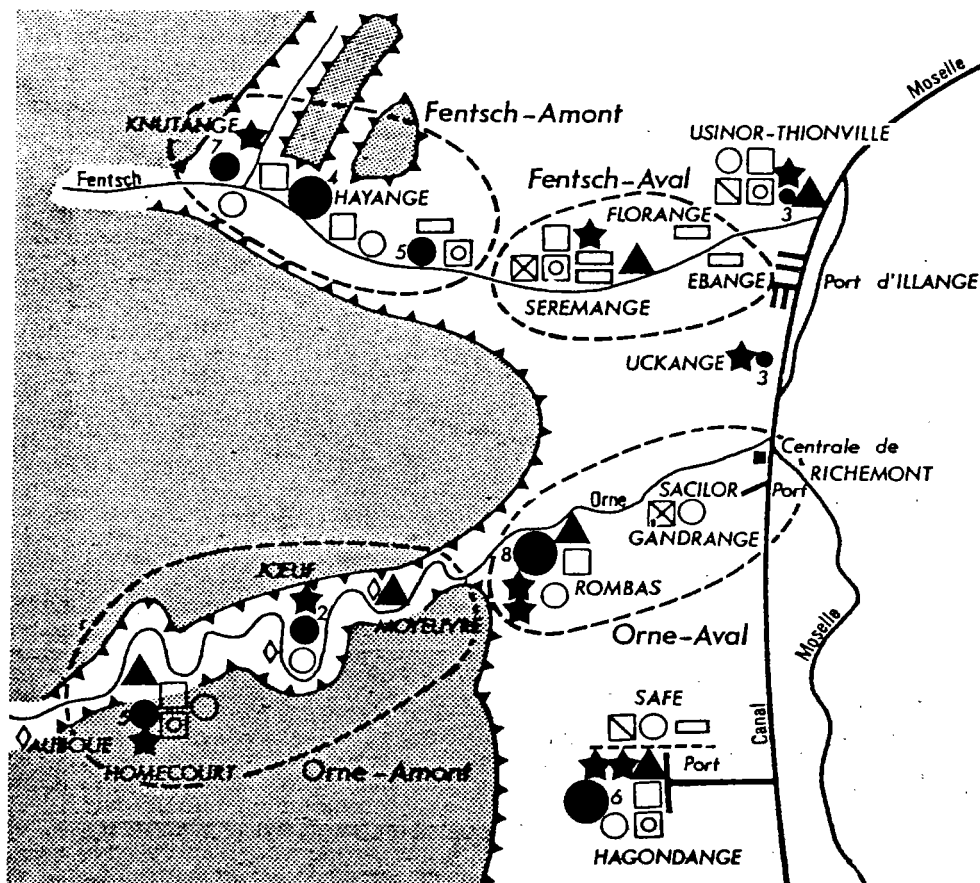 Moselle
Fentsch-Amont
KNUTANGE
USINOR-THIONVILLE
7
Fentsch
HAYANGE
Fentsch-Aval
FLORANGE
3
5
EBANGE
Port d'ILLANGE
SEREMANGE
UCKANGE
3
Centrale de
RICHEMONT
SACILOR
Port
Orne
GANDRANGE
8
JŒUF
ROMBAS
2
MOYEUVRE
Orne-Aval
Moselle
SAFE
5
Canal
AUBOUE
HOMECOURT
Orne-Amont
Port
6
HAGONDANGE